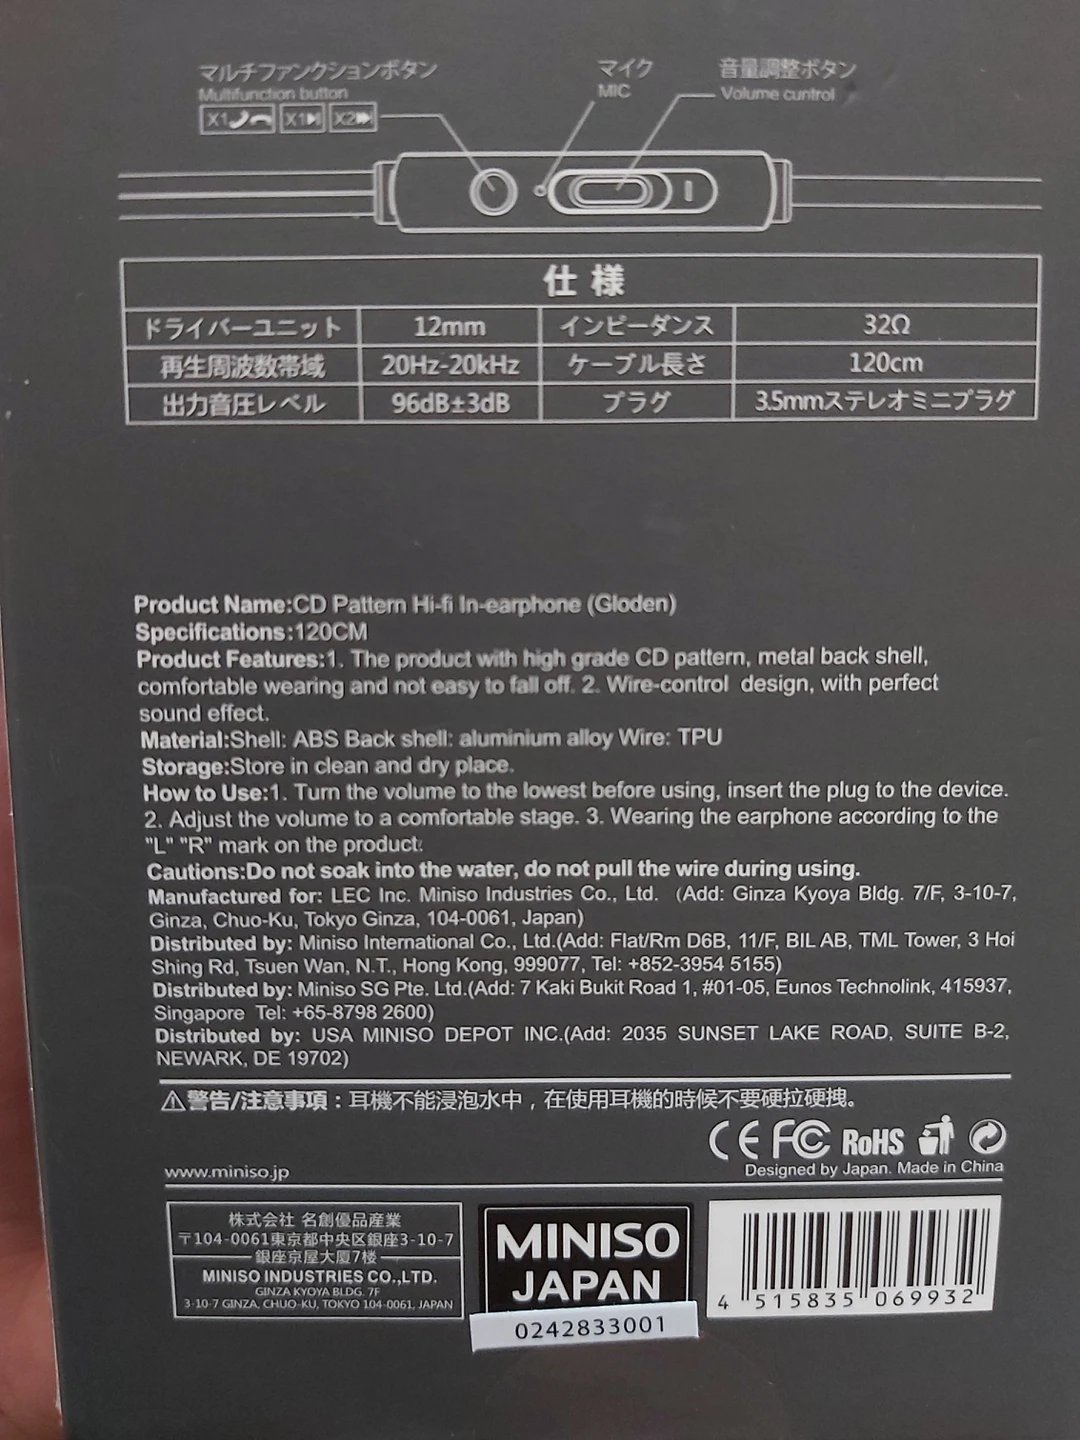 マルチファンクションボタン
Multifunction button
X1 X1 X2
マイク
MIC
音量調整ボタン
Volume cuntrol
仕様
ドライバーユニット 12mm インピーダンス 32Ω
再生周波数帯域 20Hz-20kHz ケーブル長さ 120cm
出力音圧レベル 96dB±3dB プラグ 3.5mmステレオミニプラグ
Product Name:CD Pattern Hi-fi In-earphone (Gloden)
Specifications:120CM
Product Features:1. The product with high grade CD pattern, metal back shell,
comfortable wearing and not easy to fall off. 2. Wire-control design, with perfect
sound effect.
Material:Shell: ABS Back shell: aluminium alloy Wire: TPU
Storage:Store in clean and dry place.
How to Use:1. Turn the volume to the lowest before using, insert the plug to the device.
2. Adjust the volume to a comfortable stage. 3. Wearing the earphone according to the
"L" "R" mark on the product.
Cautions:Do not soak into the water, do not pull the wire during using.
Manufactured for: LEC Inc. Miniso Industries Co., Ltd. (Add: Ginza Kyoya Bldg. 7/F, 3-10-7,
Ginza, Chuo-Ku, Tokyo Ginza, 104-0061, Japan)
Distributed by: Miniso International Co., Ltd.(Add: Flat/Rm D6B, 11/F, BIL AB, TML Tower, 3 Hoi
Shing Rd, Tsuen Wan, N.T., Hong Kong, 999077, Tel: +852-3954 5155)
Distributed by: Miniso SG Pte. Ltd.(Add: 7 Kaki Bukit Road 1, #01-05, Eunos Technolink, 415937,
Singapore Tel: +65-8798 2600)
Distributed by: USA MINISO DEPOT INC.(Add: 2035 SUNSET LAKE ROAD, SUITE B-2,
NEWARK, DE 19702)
⚠警告/注意事項：耳機不能浸泡水中，在使用耳機的時候不要硬拉硬拽。
CE FC RoHS
www.miniso.jp
Designed by Japan. Made in China
株式会社 名創優品産業
〒104-0061東京都中央区銀座3-10-7
銀座京屋大厦7楼
MINISO INDUSTRIES CO.,LTD.
GINZA KYOYA BLDG. 7F
3-10-7 GINZA, CHUO-KU, TOKYO 104-0061, JAPAN
MINISO
JAPAN
0242833001
4 515835 069932